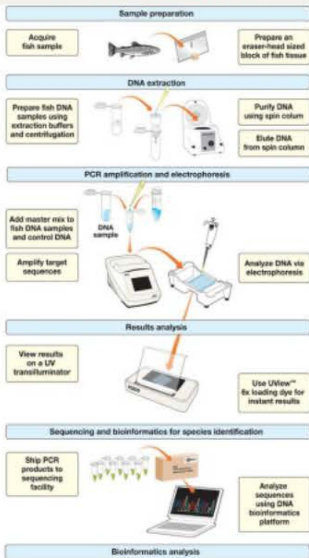 Sample preparation
Acquire
fish sample
Prepare an
eraser-head sized
block of fish tissue
DNA extraction
Prepare fish DNA
samples using
extraction buffers
and centrifugation
Purify DNA
using spin colum
Elute DNA
from spin column
PCR amplification and electrophoresis
Add master mix to
fish DNA samples
and control DNA
DNA
sample
Amplify target
sequences
Analyze DNA via
electrophoresis
Results analysis
View results
on a UV
transilluminator
Use UView™
6x loading dye for
instant results
Sequencing and bioinformatics for species identification
Ship PCR
products to
sequencing
facility
Analyze
sequences
using DNA
bioinformatics
platform
Bioinformatics analysis